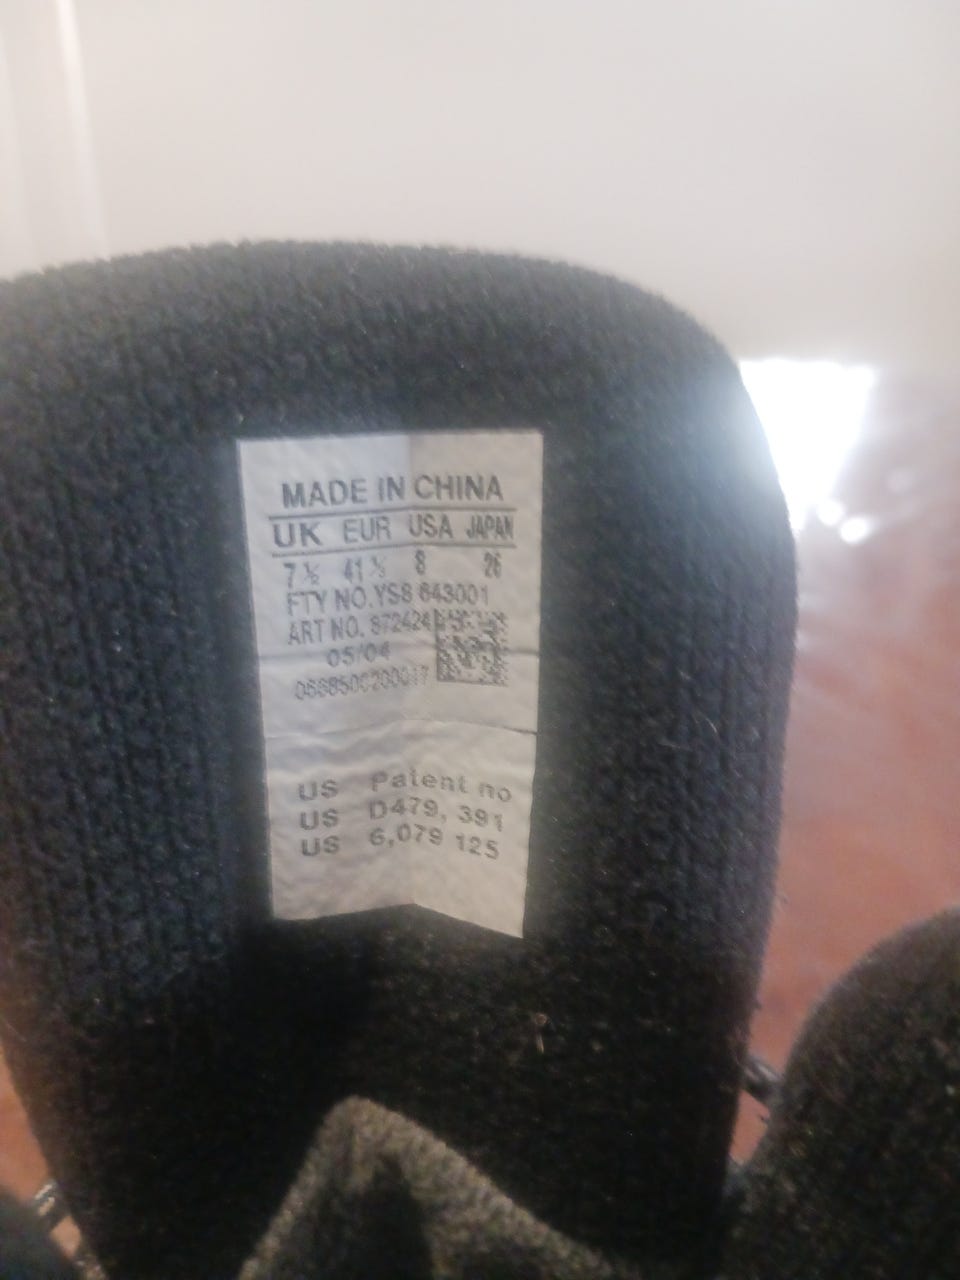 MADE IN CHINA
UK EUR USA JAPAN
7½ 41⅓ 8 26
FTY NO.YS8 643001
ART NO. 872424
05/04
0668500200017
US Patent no
US D479, 391
US 6,079 125